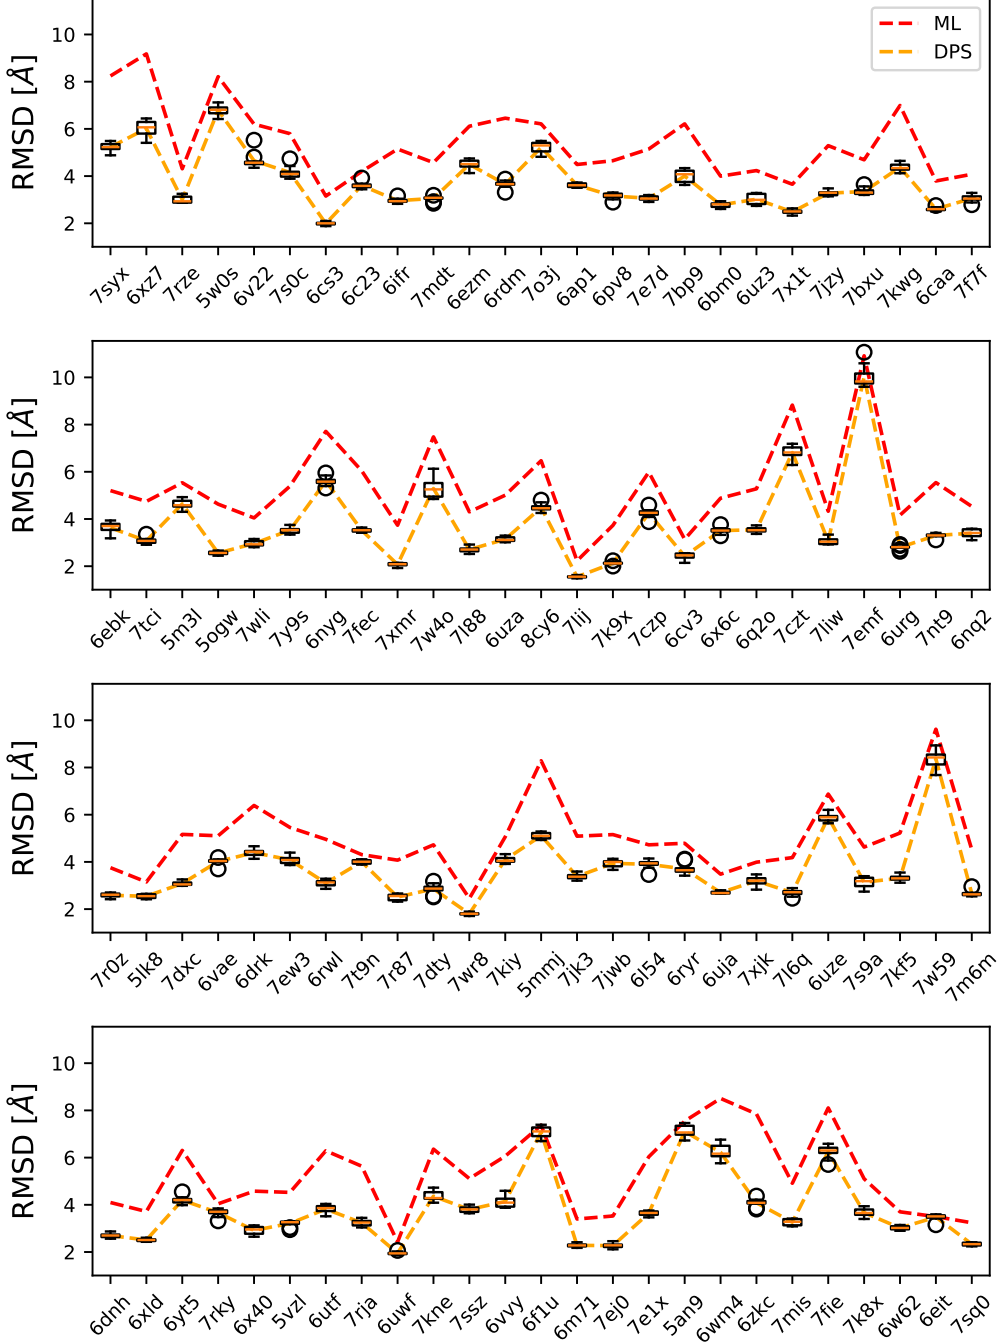 ML
DPS
RMSD [Å]
10
8
6
4
2
7syx 6xz7 7rze 5w0s 6v22 7s0c 6cs3 6c23 6ifr 7mdt 6ezm 6rdm 7o3j 6ap1 6pv8 7e7d 7bp9 6bm0 6uz3 7x1t 7jzy 7bxu 7kwg 6caa 7f7f
RMSD [Å]
10
8
6
4
2
6ebk 7tci 5m3l 5ogw 7wli 7y9s 6nyg 7fec 7xmr 7w4o 7l88 6uza 8cy6 7lij 7k9x 7czp 6cv3 6x6c 6q2o 7czt 7liw 7emf 6urg 7nt9 6nq2
RMSD [Å]
10
8
6
4
2
7r0z 5lk8 7dxc 6vae 6drk 7ew3 6rwl 7t9n 7r87 7dty 7wr8 7kiy 5mmj 7jk3 7jwb 6l54 6ryr 6uja 7xjk 7l6q 6uze 7s9a 7kf5 7w59 7m6m
RMSD [Å]
10
8
6
4
2
6dnh 6xld 6yt5 7rky 6x40 5vzl 6utf 7rja 6uwf 7kne 7ssz 6vvy 6f1u 6m71 7ej0 7e1x 5an9 6wm4 6zkc 7mis 7fie 7k8x 6w62 6eit 7sq0